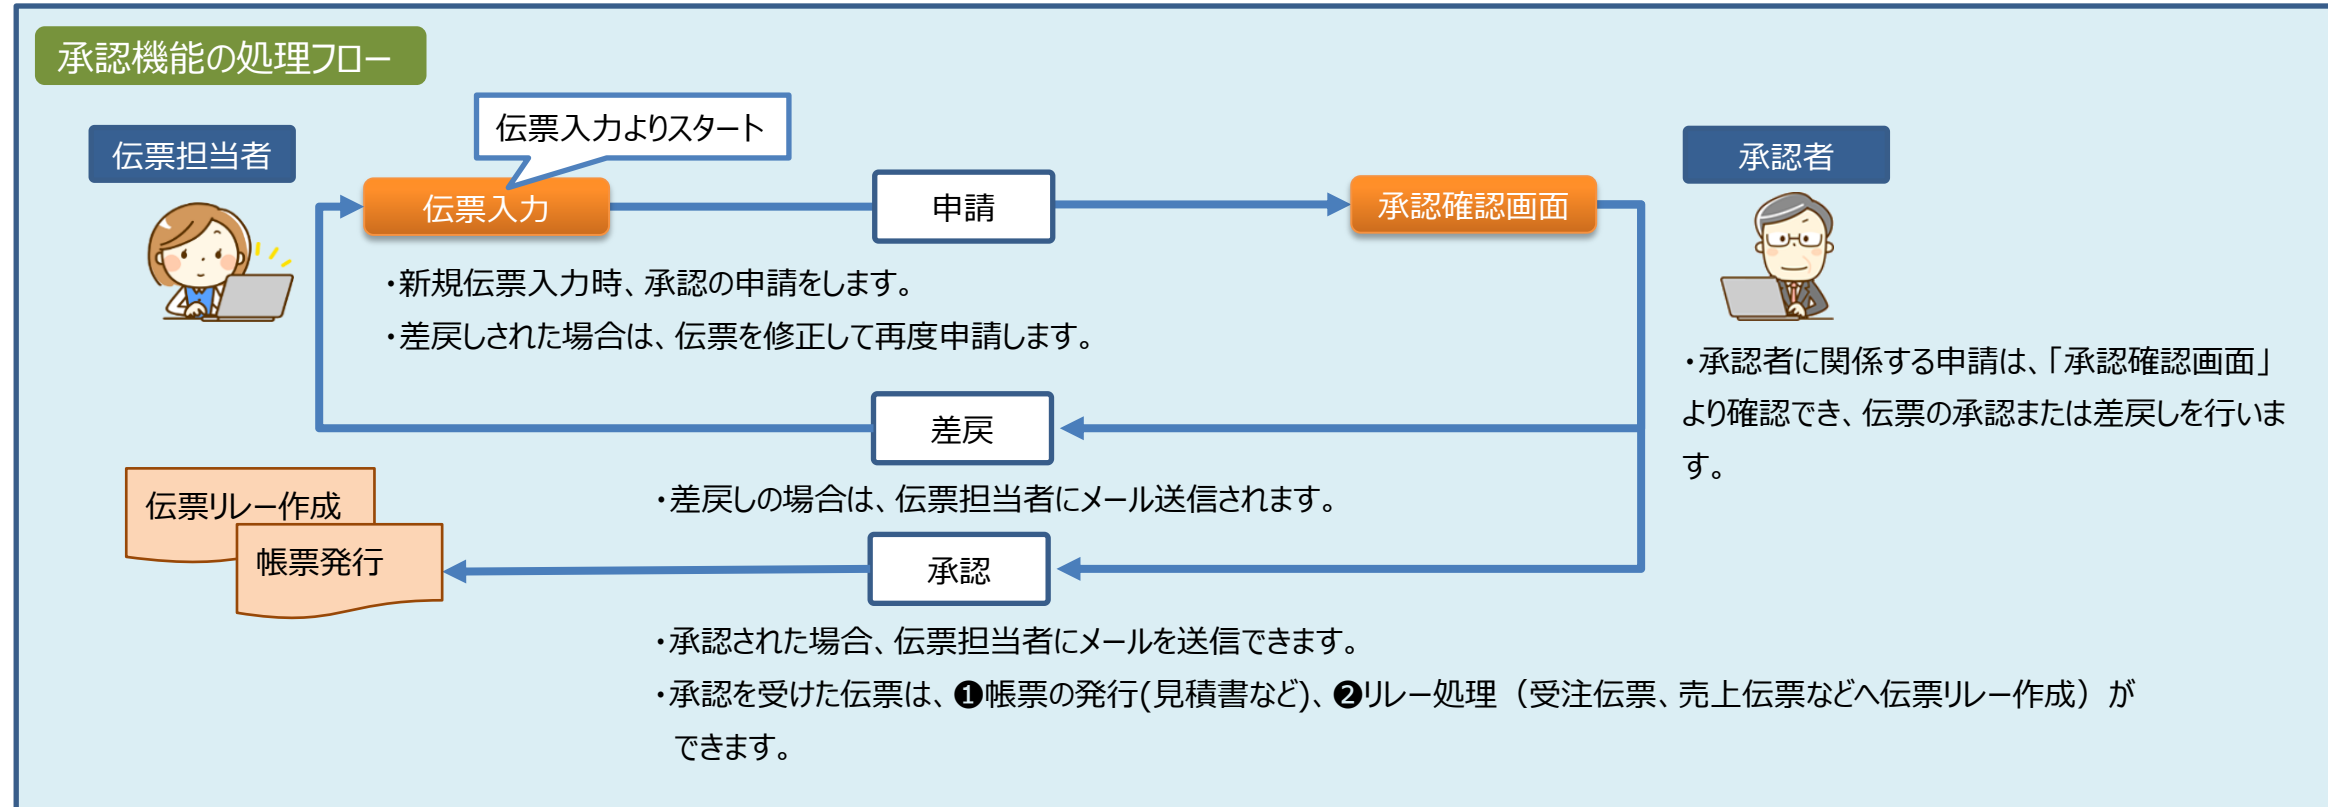 承認機能の処理フロー
伝票入力よりスタート
伝票担当者
承認者
伝票入力
申請
承認確認画面
・新規伝票入力時、承認の申請をします。
・差戻しされた場合は、伝票を修正して再度申請します。
・承認者に関係する申請は、「承認確認画面」
より確認でき、伝票の承認または差戻しを行いま
す。
差戻
・差戻しの場合は、伝票担当者にメール送信されます。
伝票リレー作成
帳票発行
承認
・承認された場合、伝票担当者にメールを送信できます。
・承認を受けた伝票は、❶帳票の発行(見積書など)、❷リレー処理（受注伝票、売上伝票などへ伝票リレー作成）が
できます。